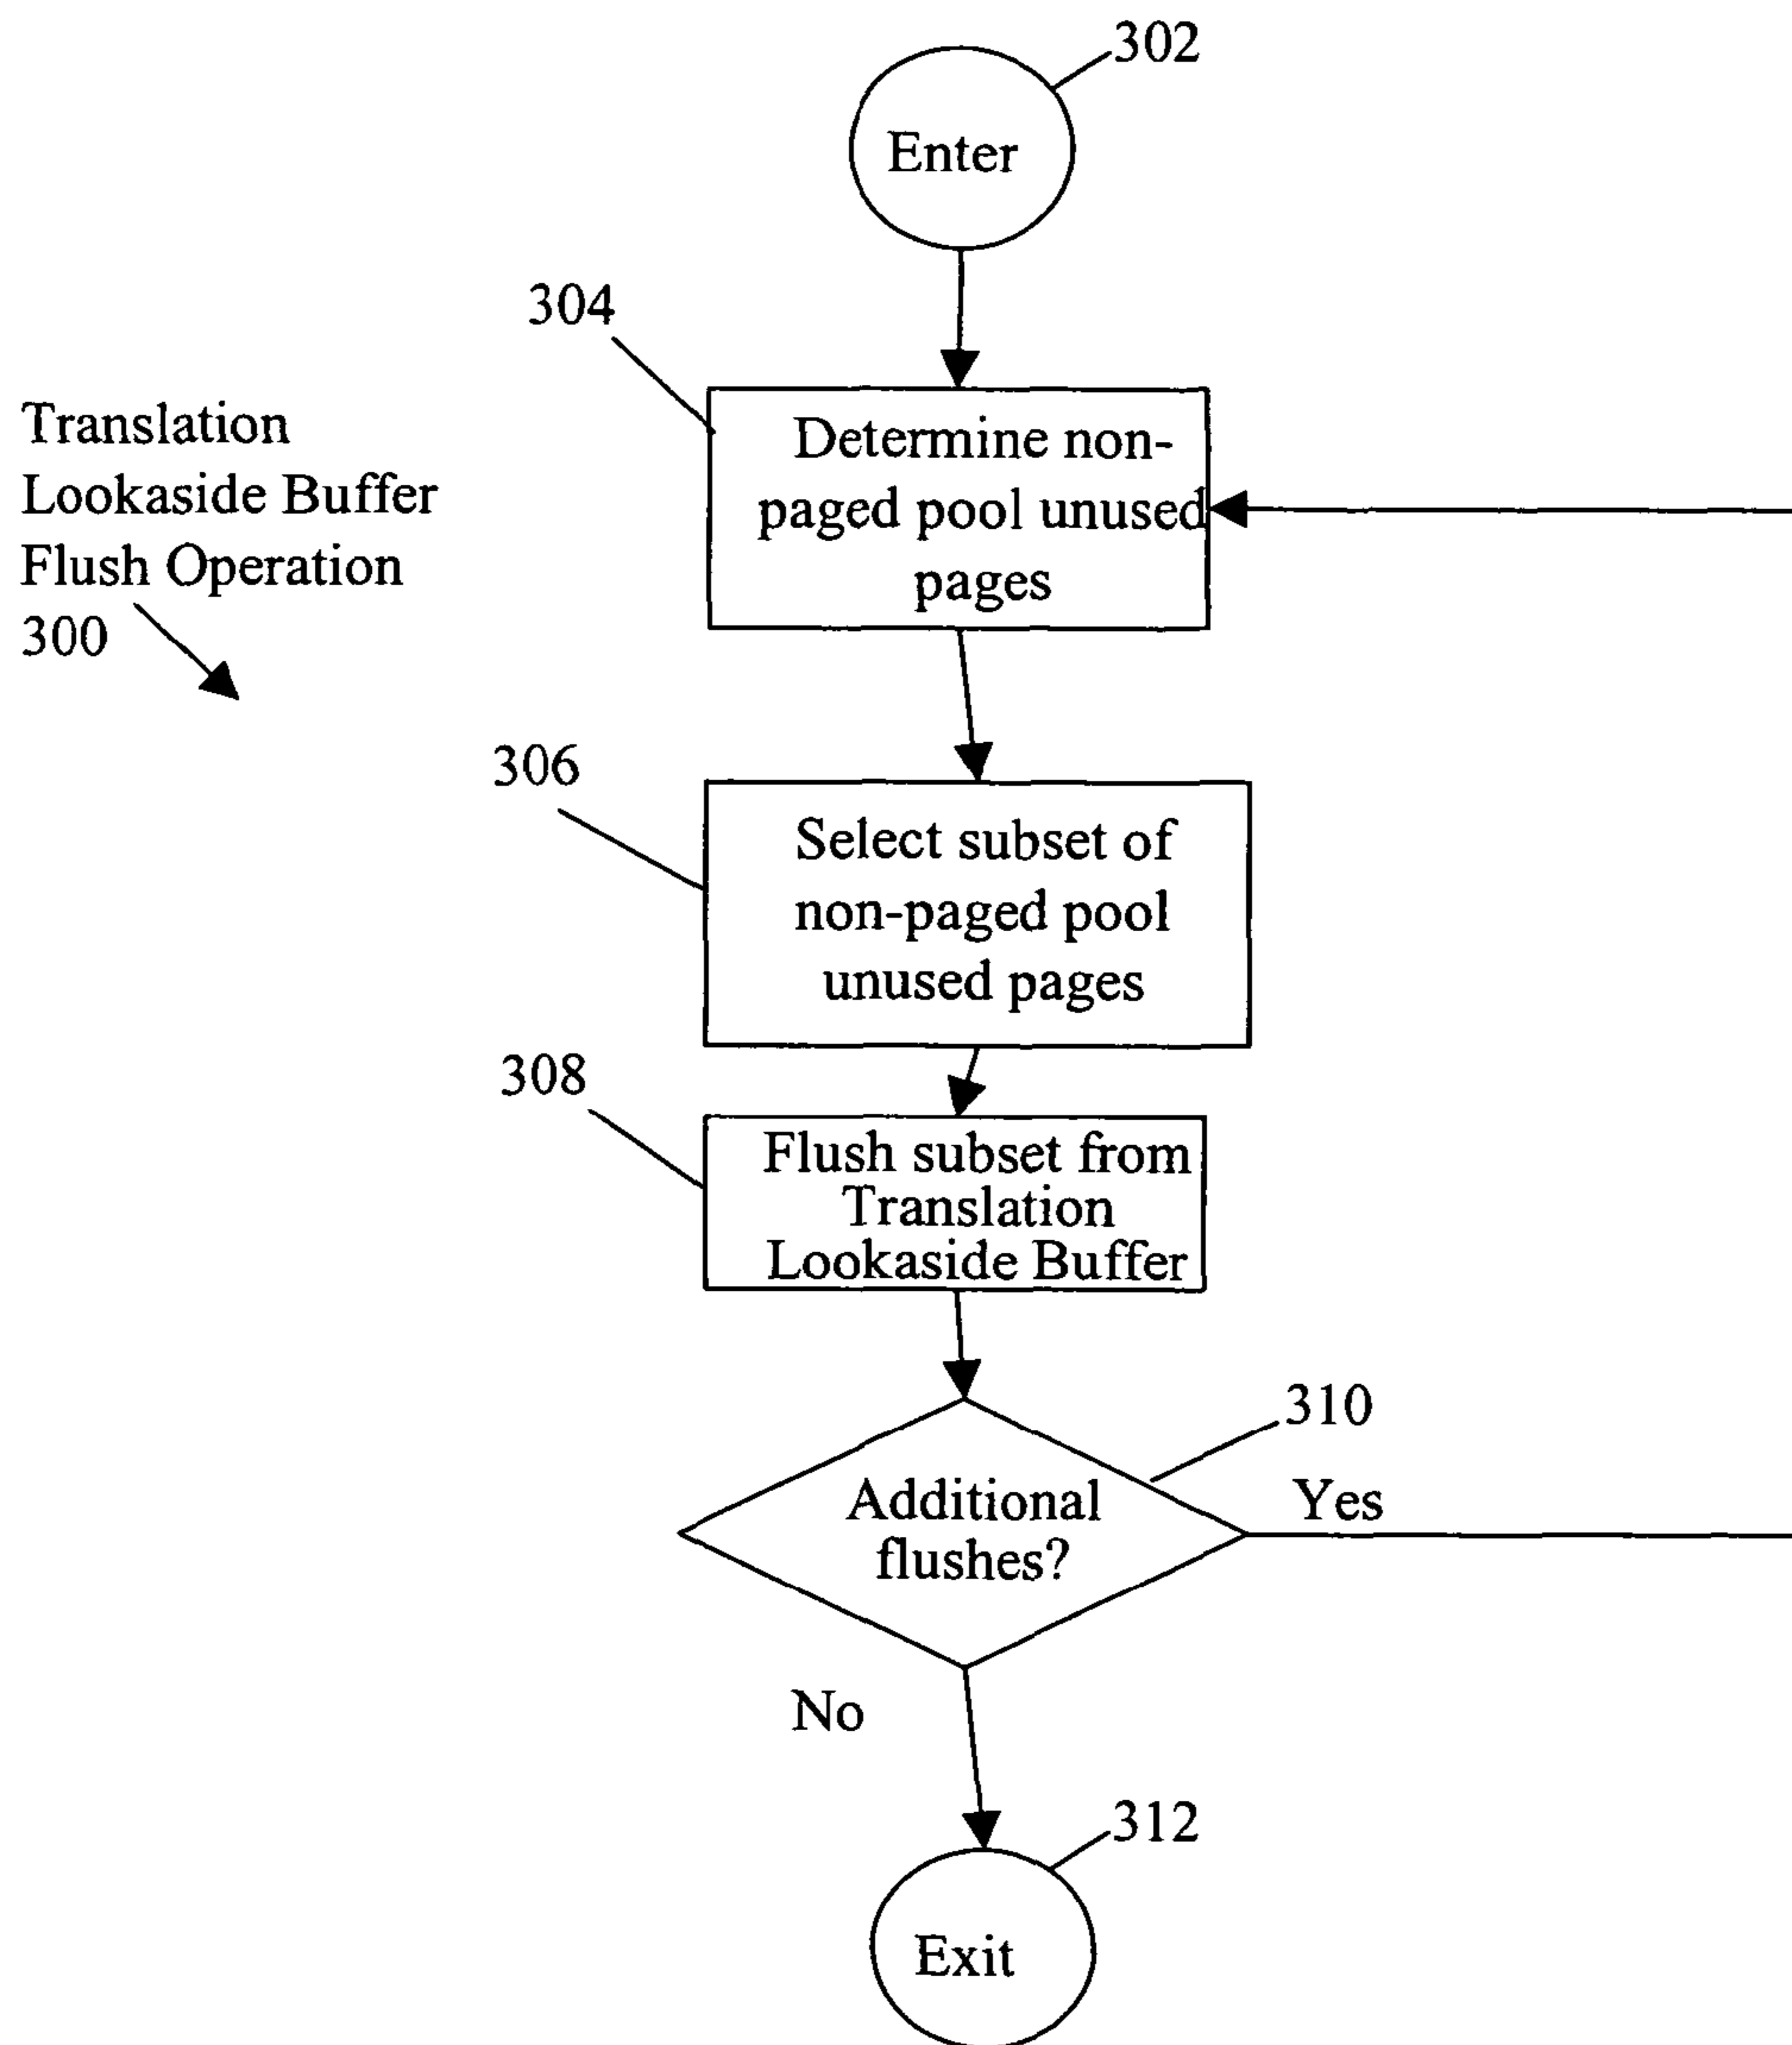 302
Enter
304
Translation
Lookaside Buffer
Flush Operation
300
Determine non-
paged pool unused
pages
306
Select subset of
non-paged pool
unused pages
308
Flush subset from
Translation
Lookaside Buffer
310
Additional
flushes?
Yes
No
312
Exit